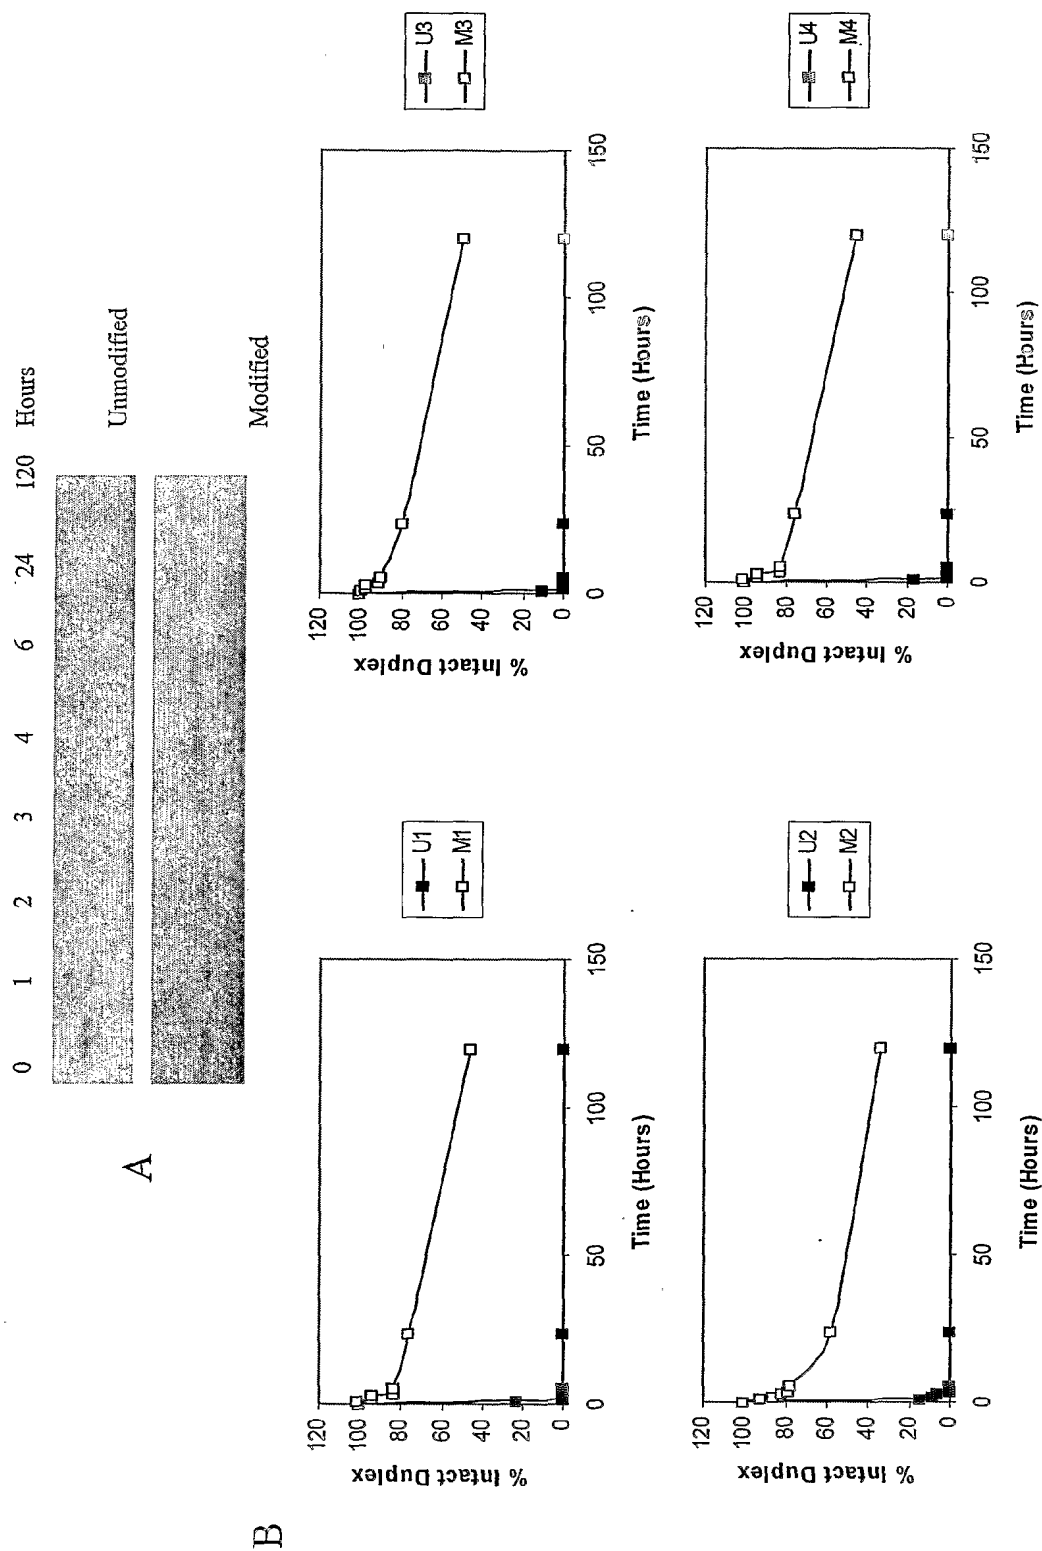 A
0 1 2 3 4 6 24 120 Hours
Unmodified
Modified
B
% Intact Duplex
120
100
80
60
40
20
0
0 50 100 150
Time (Hours)
U1
M1
% Intact Duplex
120
100
80
60
40
20
0
0 50 100 150
Time (Hours)
U3
M3
% Intact Duplex
120
100
80
60
40
20
0
0 50 100 150
Time (Hours)
U2
M2
% Intact Duplex
120
100
80
60
40
20
0
0 50 100 150
Time (Hours)
U4
M4